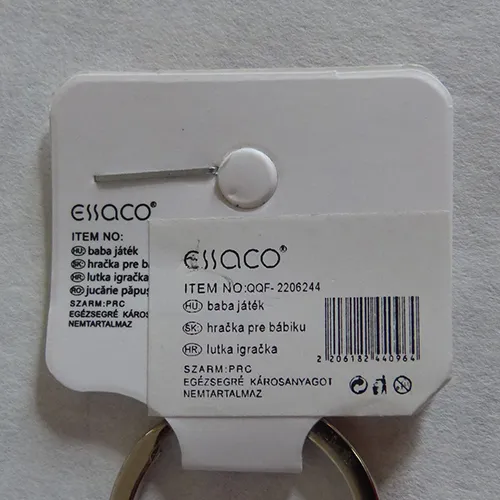 ESSACO®
ITEM NO:
HU baba játék
SK hračka pre
HR lutka igračka
RO jucărie
SZARM:PRC
EGÉZSEGRÉ
NEMTARTALMAZ
ESSACO®
ITEM NO:QQF-2206244
HU baba játék
SK hračka pre bábiku
HR lutka igračka
SZARM:PRC
EGÉZSEGRÉ KÁROSANYAGOT
NEMTARTALMAZ
2 206182 440964